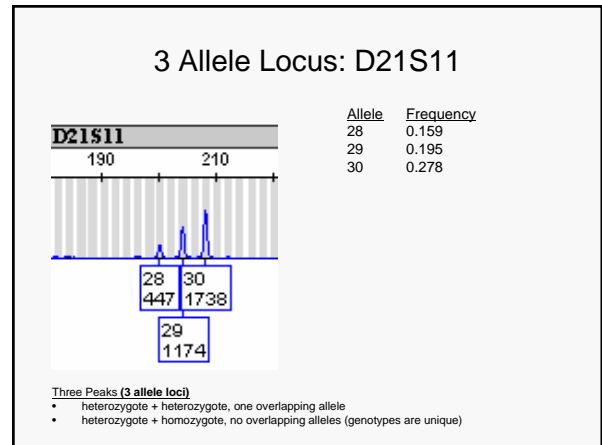 3 Allele Locus: D21S11
Allele Frequency
28 0.159
29 0.195
30 0.278
D21S11
190 210
28 30
447 1738
29
1174
Three Peaks (3 allele loci)
• heterozygote + heterozygote, one overlapping allele
• heterozygote + homozygote, no overlapping alleles (genotypes are unique)